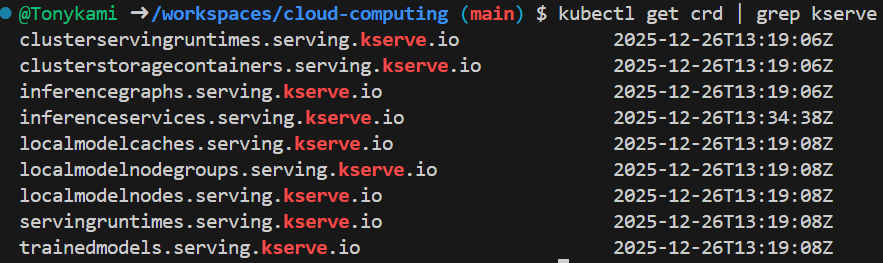 @Tonykami ➜/workspaces/cloud-computing (main) $ kubectl get crd | grep kserve
clusterservingruntimes.serving.kserve.io 2025-12-26T13:19:06Z
clusterstoragecontainers.serving.kserve.io 2025-12-26T13:19:06Z
inferencegraphs.serving.kserve.io 2025-12-26T13:19:06Z
inferenceservices.serving.kserve.io 2025-12-26T13:34:38Z
localmodelcaches.serving.kserve.io 2025-12-26T13:19:08Z
localmodelnodegroups.serving.kserve.io 2025-12-26T13:19:08Z
localmodelnodes.serving.kserve.io 2025-12-26T13:19:08Z
servingruntimes.serving.kserve.io 2025-12-26T13:19:08Z
trainedmodels.serving.kserve.io 2025-12-26T13:19:08Z